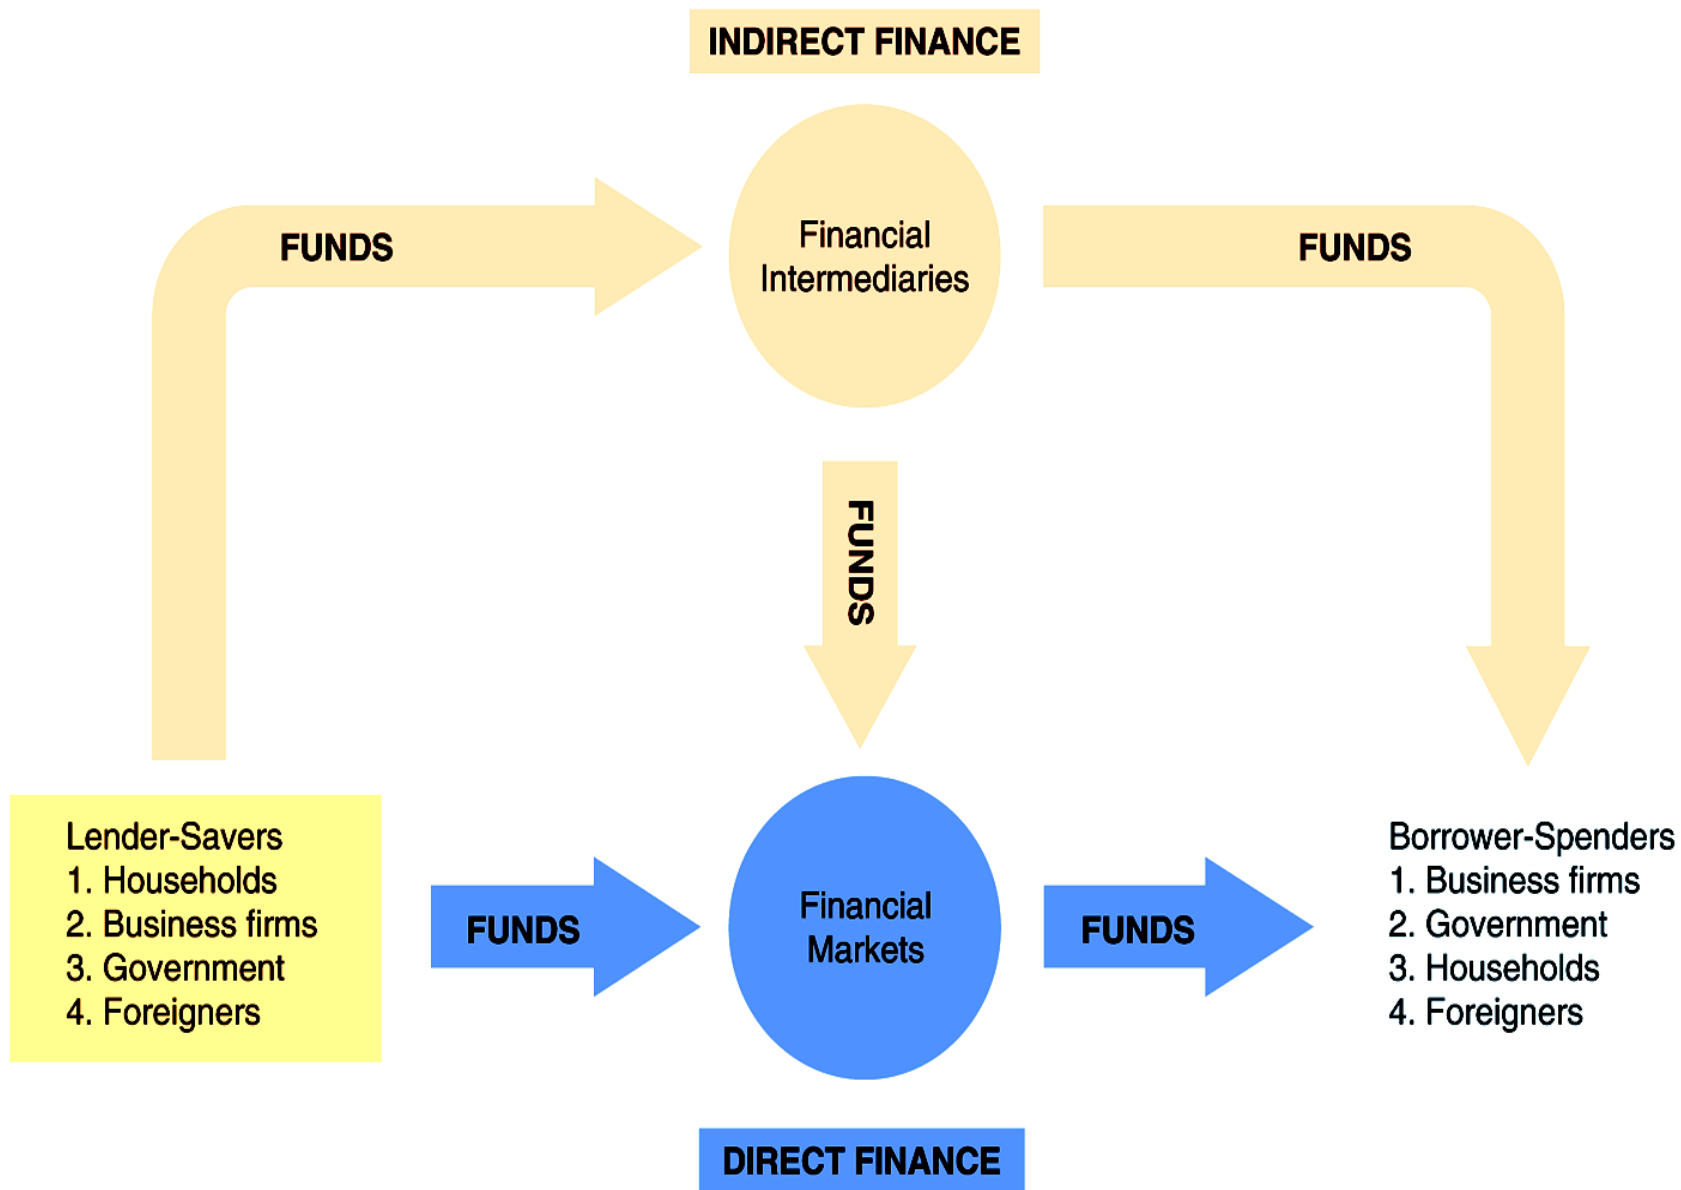 INDIRECT FINANCE
Financial
Intermediaries
FUNDS
FUNDS
FUNDS
Lender-Savers
1. Households
2. Business firms
3. Government
4. Foreigners
FUNDS
Financial
Markets
FUNDS
Borrower-Spenders
1. Business firms
2. Government
3. Households
4. Foreigners
DIRECT FINANCE